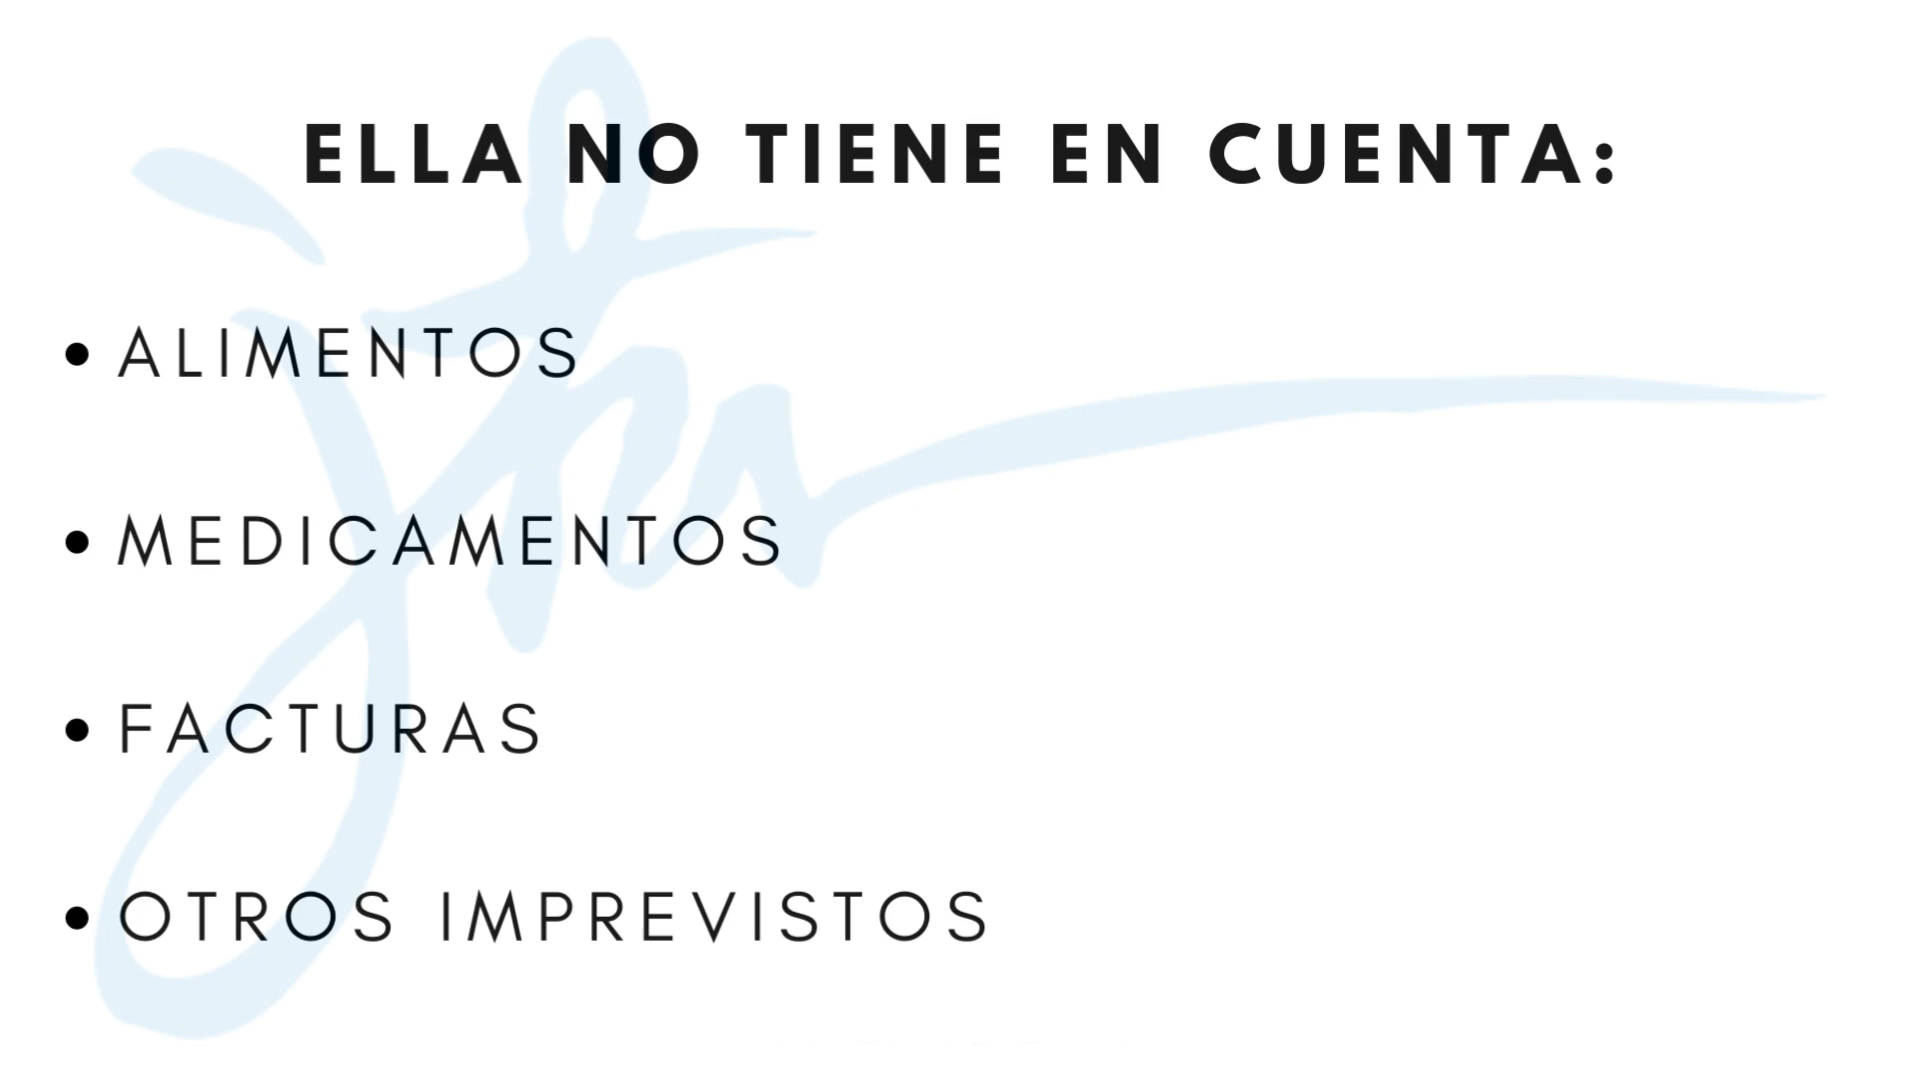 ELLA NO TIENE EN CUENTA:
• ALIMENTOS
• MEDICAMENTOS
• FACTURAS
• OTROS IMPREVISTOS